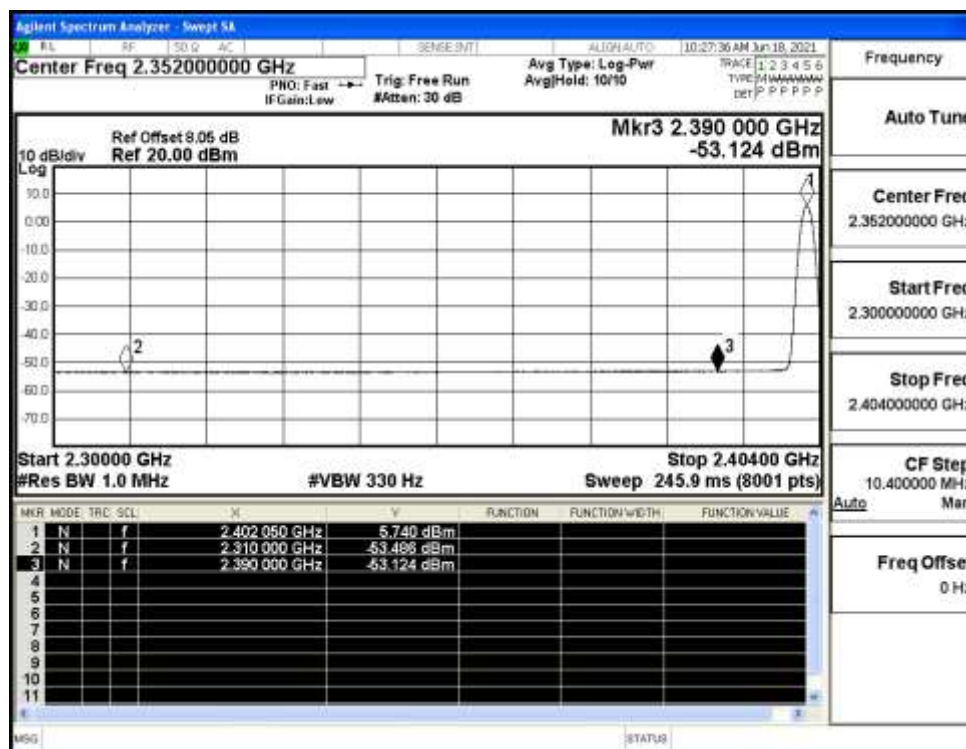 Agilent Spectrum Analyzer - Swept SA
RL RF 50 Ω AC SENSE:INT ALIGN AUTO 10:27:36 AM Jun 18, 2021
Center Freq 2.352000000 GHz
PNO: Fast
IFGain:Low
Trig: Free Run
#Atten: 30 dB
Avg Type: Log-Pwr
Avg|Hold: 10/10
TRACE 1 2 3 4 5 6
TYPE MWWWWW
DET P P P P P P
Frequency
Auto Tune
Mkr3 2.390 000 GHz
-53.124 dBm
Ref Offset 8.05 dB
10 dB/div Ref 20.00 dBm
Log
10.0
0.00
-10.0
-20.0
-30.0
-40.0
-50.0
-60.0
-70.0
1
2
3
Center Freq
2.352000000 GHz
Start Freq
2.300000000 GHz
Stop Freq
2.404000000 GHz
CF Step
10.400000 MHz
Auto Man
Freq Offset
0 Hz
Start 2.30000 GHz Stop 2.40400 GHz
#Res BW 1.0 MHz #VBW 330 Hz Sweep 245.9 ms (8001 pts)
MKR MODE TRC SCL X Y FUNCTION FUNCTION WIDTH FUNCTION VALUE
1 N f 2.402 050 GHz 5.740 dBm
2 N f 2.310 000 GHz -53.486 dBm
3 N f 2.390 000 GHz -53.124 dBm
4
5
6
7
8
9
10
11
MSG STATUS